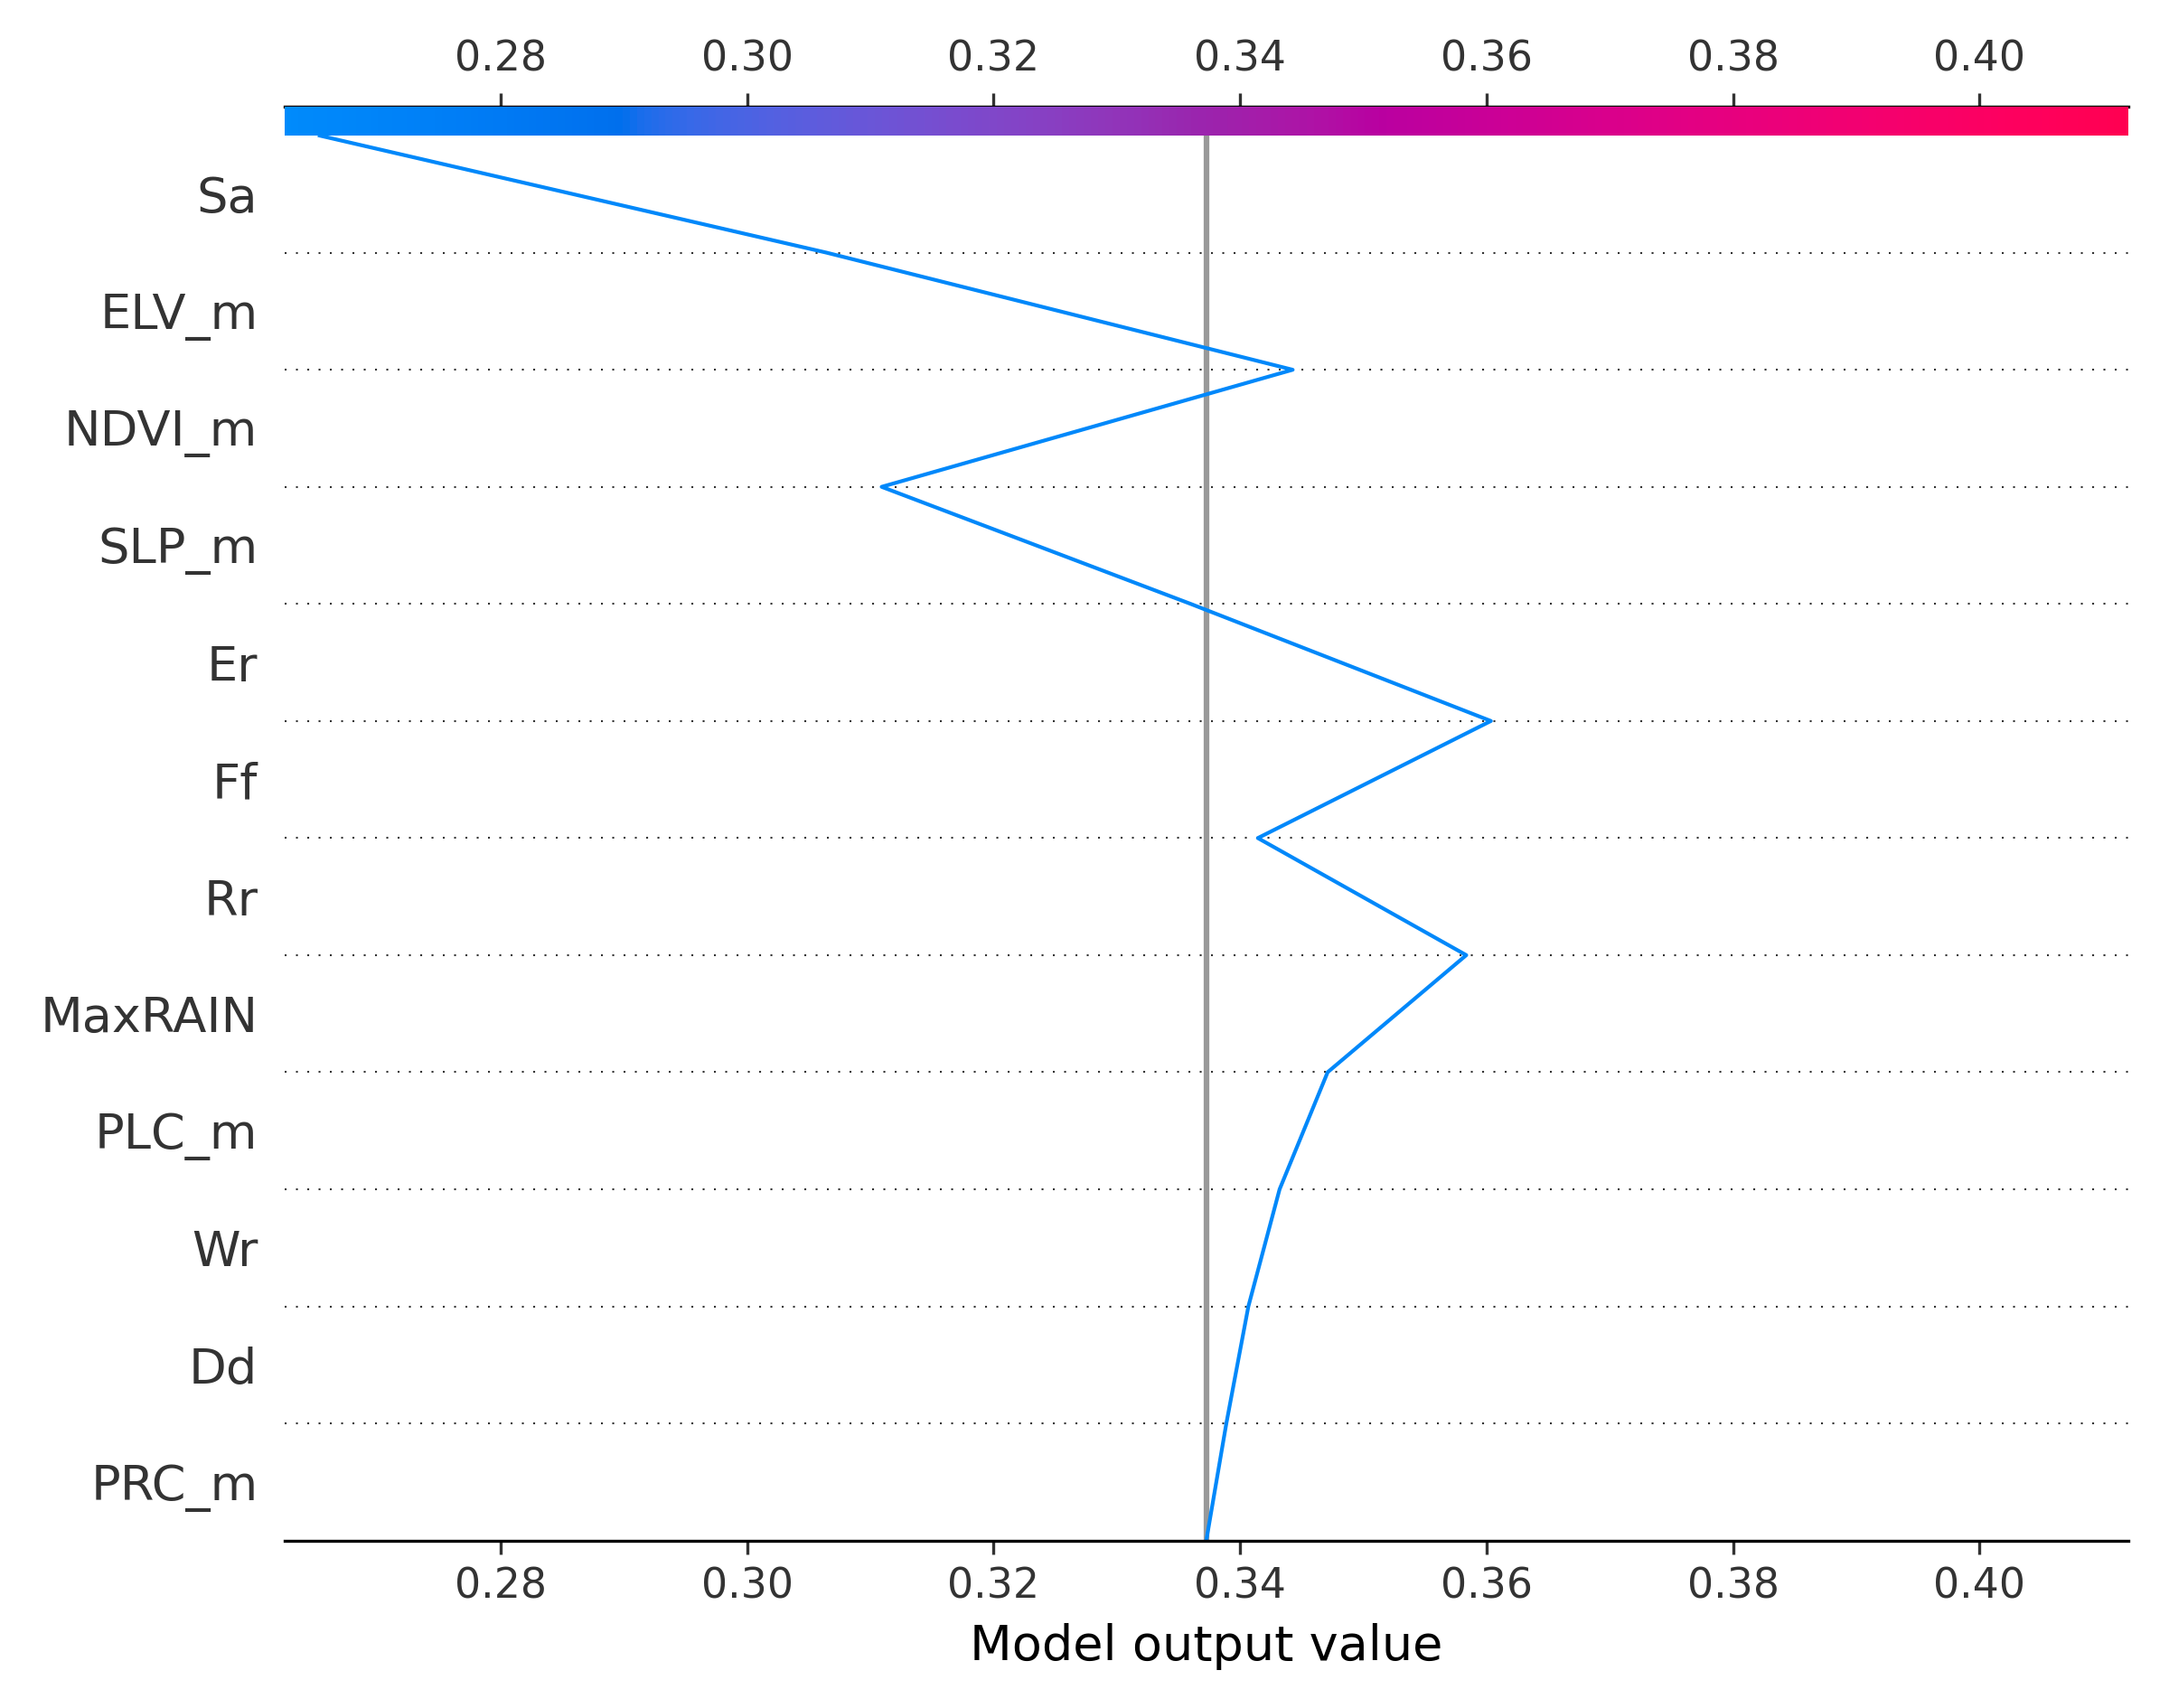 0.28 0.30 0.32 0.34 0.36 0.38 0.40
Sa
ELV_m
NDVI_m
SLP_m
Er
Ff
Rr
MaxRAIN
PLC_m
Wr
Dd
PRC_m
0.28 0.30 0.32 0.34 0.36 0.38 0.40
Model output value